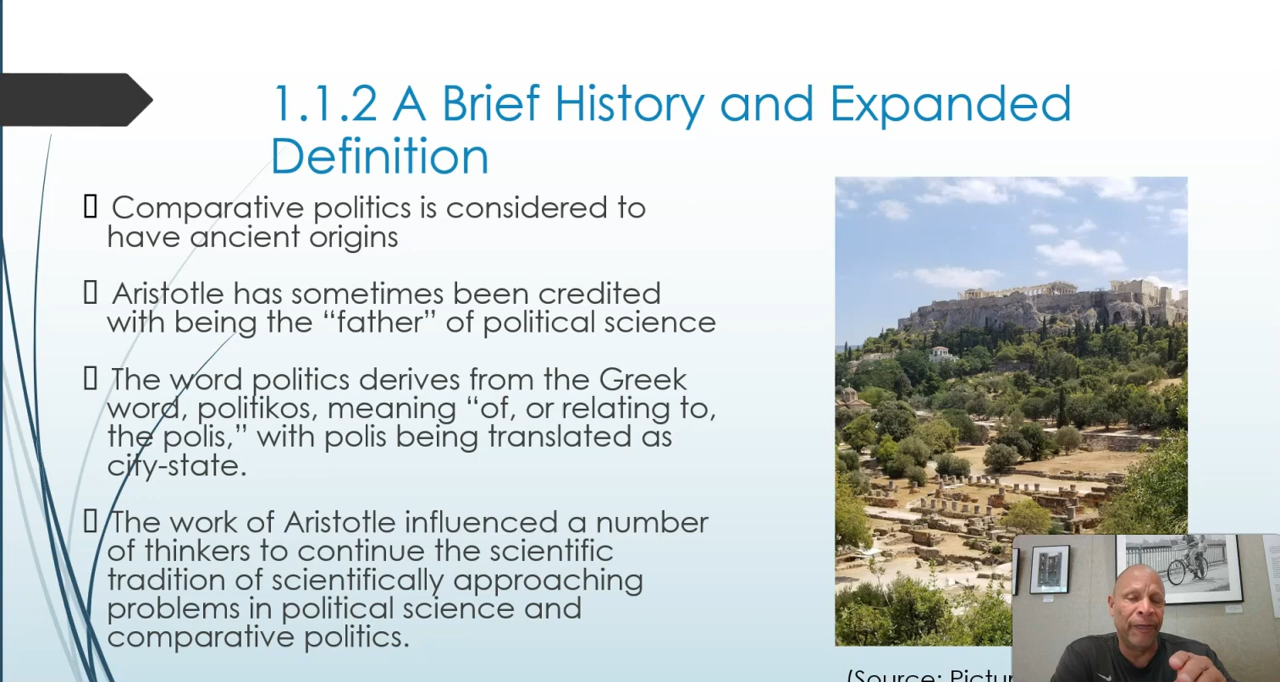 1.1.2 A Brief History and Expanded
Definition
Comparative politics is considered to
have ancient origins
Aristotle has sometimes been credited
with being the “father” of political science
The word politics derives from the Greek
word, politikos, meaning “of, or relating to,
the polis,” with polis being translated as
city-state.
The work of Aristotle influenced a number
of thinkers to continue the scientific
tradition of scientifically approaching
problems in political science and
comparative politics.
(Source: